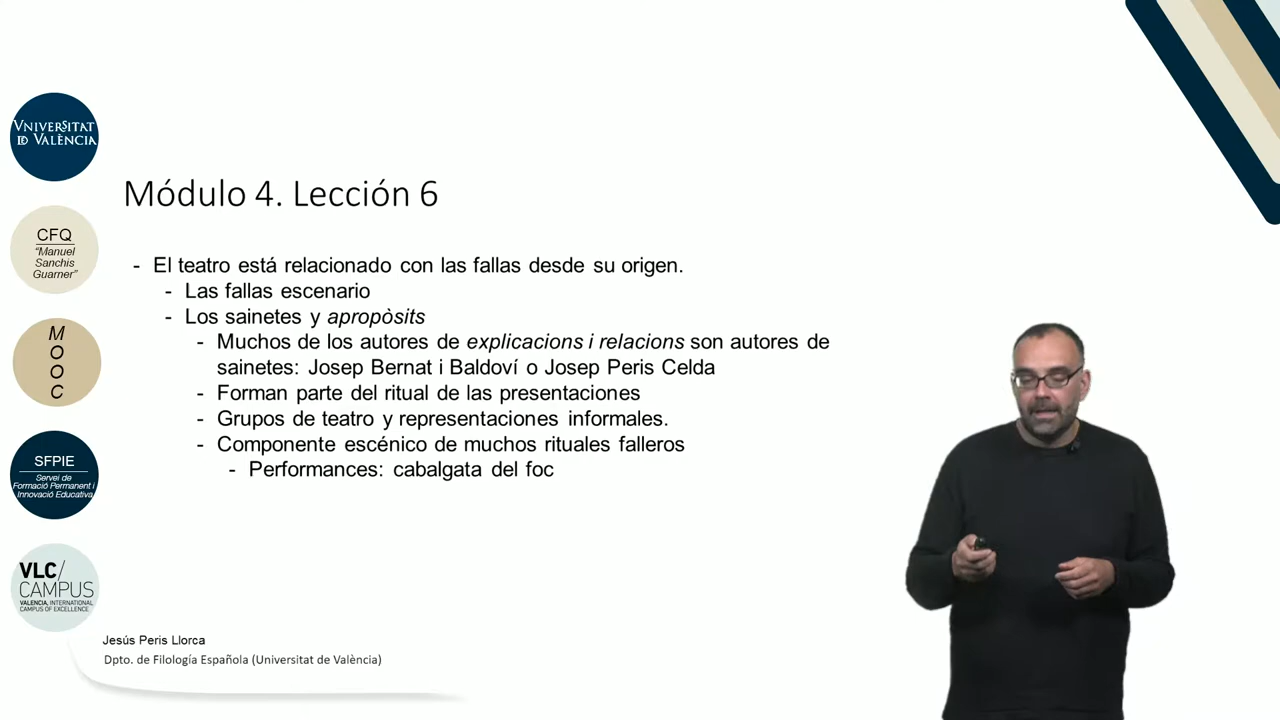 VNIVERSITAT
ID VALÈNCIA
CFQ
“Manuel
Sanchis
Guarner”
M
O
O
C
SFPIE
Servei de
Formació Permanent i
Innovació Educativa
VLC/
CAMPUS
VALENCIA, INTERNATIONAL
CAMPUS OF EXCELLENCE
Módulo 4. Lección 6
- El teatro está relacionado con las fallas desde su origen.
- Las fallas escenario
- Los sainetes y apropòsits
- Muchos de los autores de explicacions i relacions son autores de
sainetes: Josep Bernat i Baldoví o Josep Peris Celda
- Forman parte del ritual de las presentaciones
- Grupos de teatro y representaciones informales.
- Componente escénico de muchos rituales falleros
- Performances: cabalgata del foc
Jesús Peris Llorca
Dpto. de Filología Española (Universitat de València)